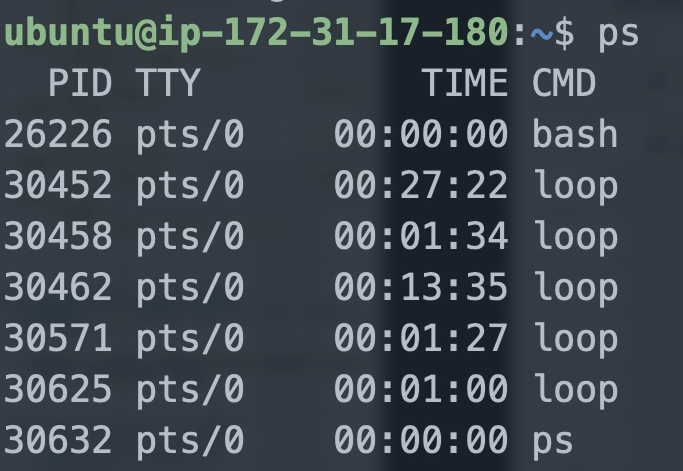 ubuntu@ip-172-31-17-180:~$ ps
PID TTY TIME CMD
26226 pts/0 00:00:00 bash
30452 pts/0 00:27:22 loop
30458 pts/0 00:01:34 loop
30462 pts/0 00:13:35 loop
30571 pts/0 00:01:27 loop
30625 pts/0 00:01:00 loop
30632 pts/0 00:00:00 ps